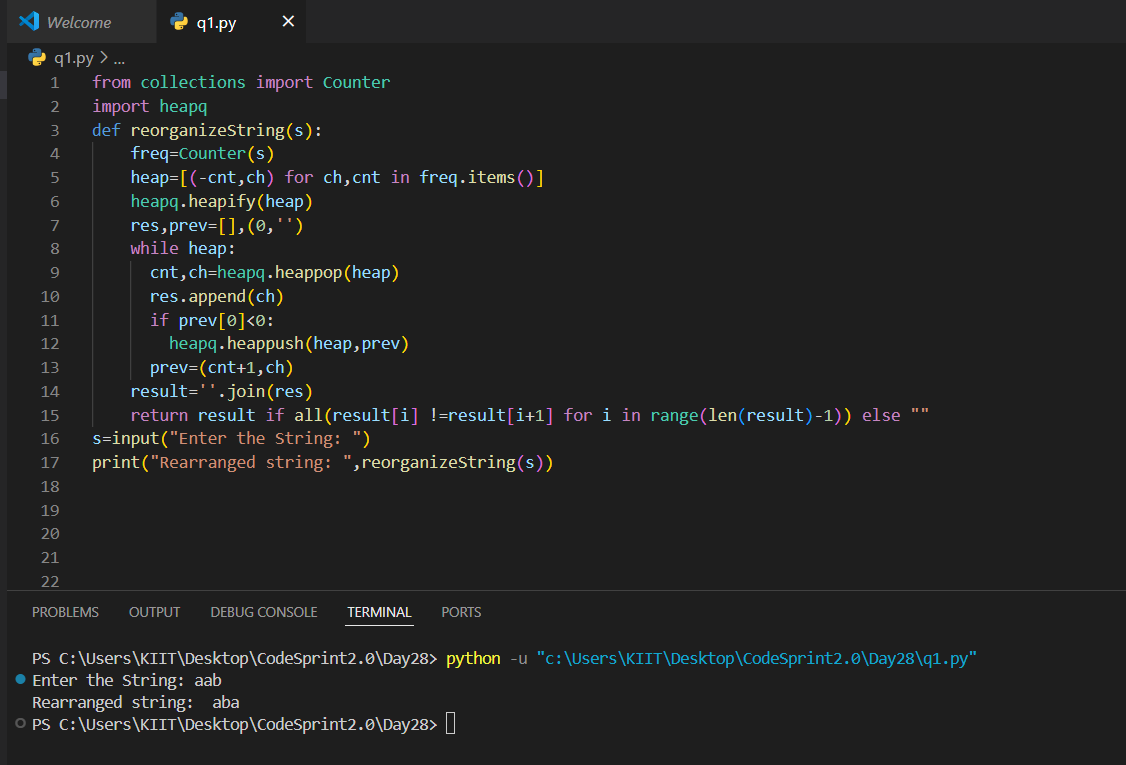 Welcome
q1.py
q1.py > ...
1 from collections import Counter
2 import heapq
3 def reorganizeString(s):
4 freq=Counter(s)
5 heap=[(-cnt,ch) for ch,cnt in freq.items()]
6 heapq.heapify(heap)
7 res,prev=[],(0,'')
8 while heap:
9 cnt,ch=heapq.heappop(heap)
10 res.append(ch)
11 if prev[0]<0:
12 heapq.heappush(heap,prev)
13 prev=(cnt+1,ch)
14 result=''.join(res)
15 return result if all(result[i] !=result[i+1] for i in range(len(result)-1)) else ""
16 s=input("Enter the String: ")
17 print("Rearranged string: ",reorganizeString(s))
18
19
20
21
22
PROBLEMS OUTPUT DEBUG CONSOLE TERMINAL PORTS
PS C:\Users\KIIT\Desktop\CodeSprint2.0\Day28> python -u "c:\Users\KIIT\Desktop\CodeSprint2.0\Day28\q1.py"
Enter the String: aab
Rearranged string:  aba
PS C:\Users\KIIT\Desktop\CodeSprint2.0\Day28>